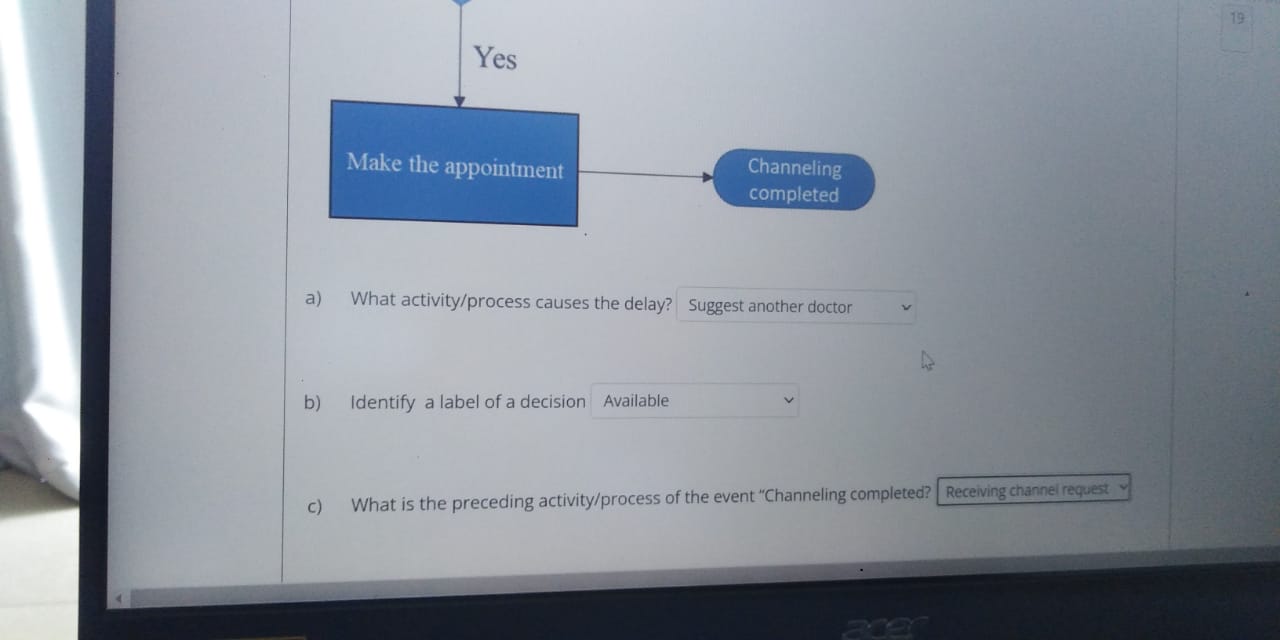 19
Yes
Make the appointment
Channeling
completed
a) What activity/process causes the delay? Suggest another doctor
b) Identify a label of a decision Available
c) What is the preceding activity/process of the event “Channeling completed? Receiving channel request
acer